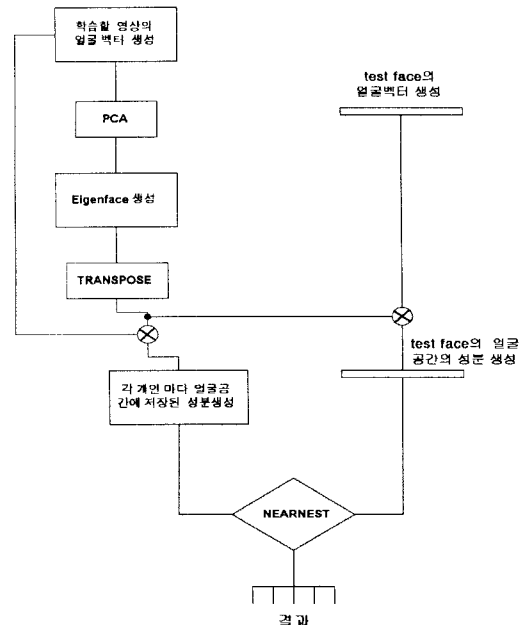 학습할 영상의
얼굴벡터 생성
test face의
얼굴벡터 생성
PCA
Eigenface 생성
TRANSPOSE
test face의 얼굴
공간의 성분 생성
각 개인 마다 얼굴공
간에 저장된 성분생성
NEARNEST
결과